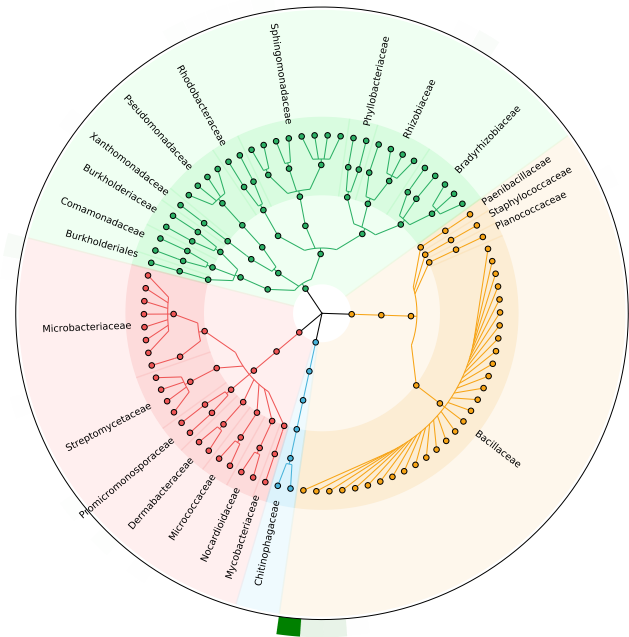 Sphingomonadaceae
Phyllobacteriaceae
Rhizobiaceae
Bradyrhizobiaceae
Paenibacillaceae
Staphylococcaceae
Planococcaceae
Bacillaceae
Chitinophagaceae
Mycobacteriaceae
Nocardioidaceae
Micrococcaceae
Dermabacteraceae
Promicromonosporaceae
Streptomycetaceae
Microbacteriaceae
Burkholderiales
Comamonadaceae
Burkholderiaceae
Xanthomonadaceae
Pseudomonadaceae
Rhodobacteraceae